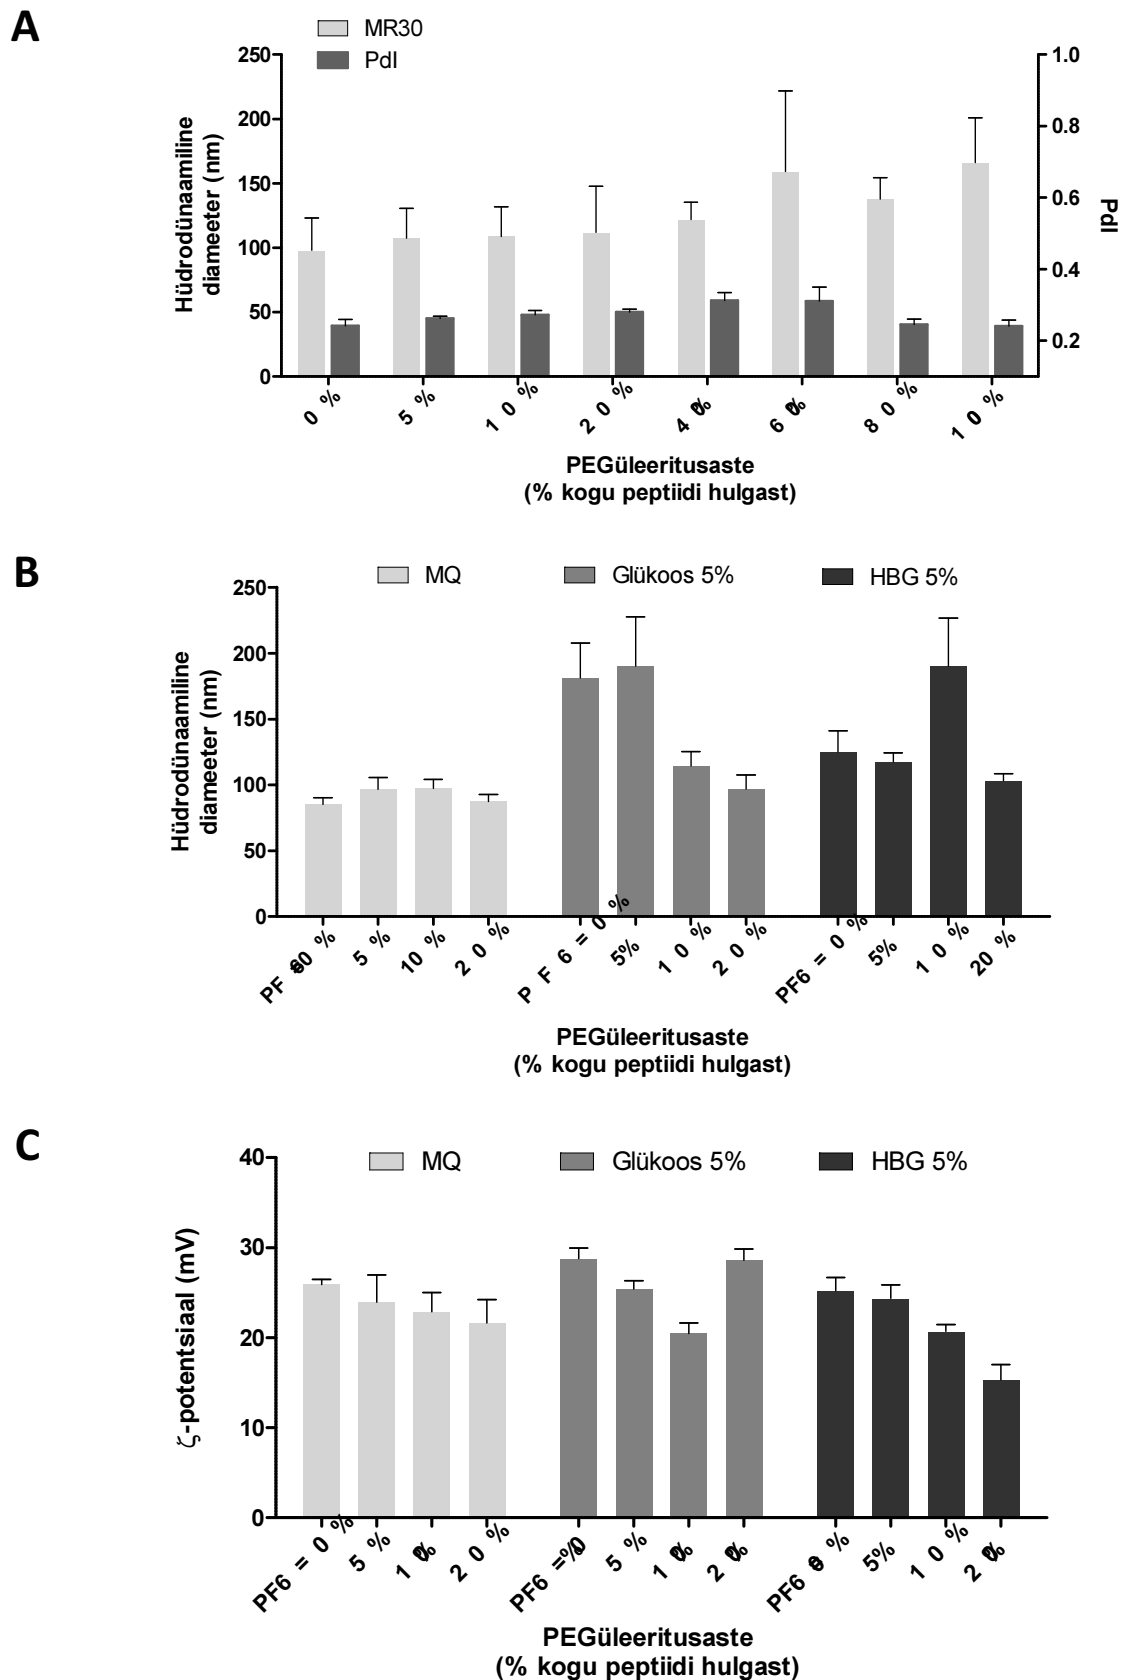 A
MR30
PdI
250
200
150
100
50
0
1.0
0.8
0.6
0.4
0.2
Hüdrodünaamiline
diameeter (nm)
PdI
0 %
5 %
1 0 %
2 0 %
8 0 %
1 0 %
PEGüleeritusaste
(% kogu peptiidi hulgast)
B
MQ
Glükoos 5%
HBG 5%
250
200
150
100
50
0
Hüdrodünaamiline
diameeter (nm)
5 %
10 %
2 0 %
P F 6 = 0 %
5%
1 0 %
2 0 %
PF6 = 0 %
5%
1 0 %
20 %
PEGüleeritusaste
(% kogu peptiidi hulgast)
C
MQ
Glükoos 5%
HBG 5%
40
30
20
10
0
ζ-potentsiaal (mV)
PF6 = 0 %
5 %
2 0 %
5 %
5%
1 0 %
PEGüleeritusaste
(% kogu peptiidi hulgast)